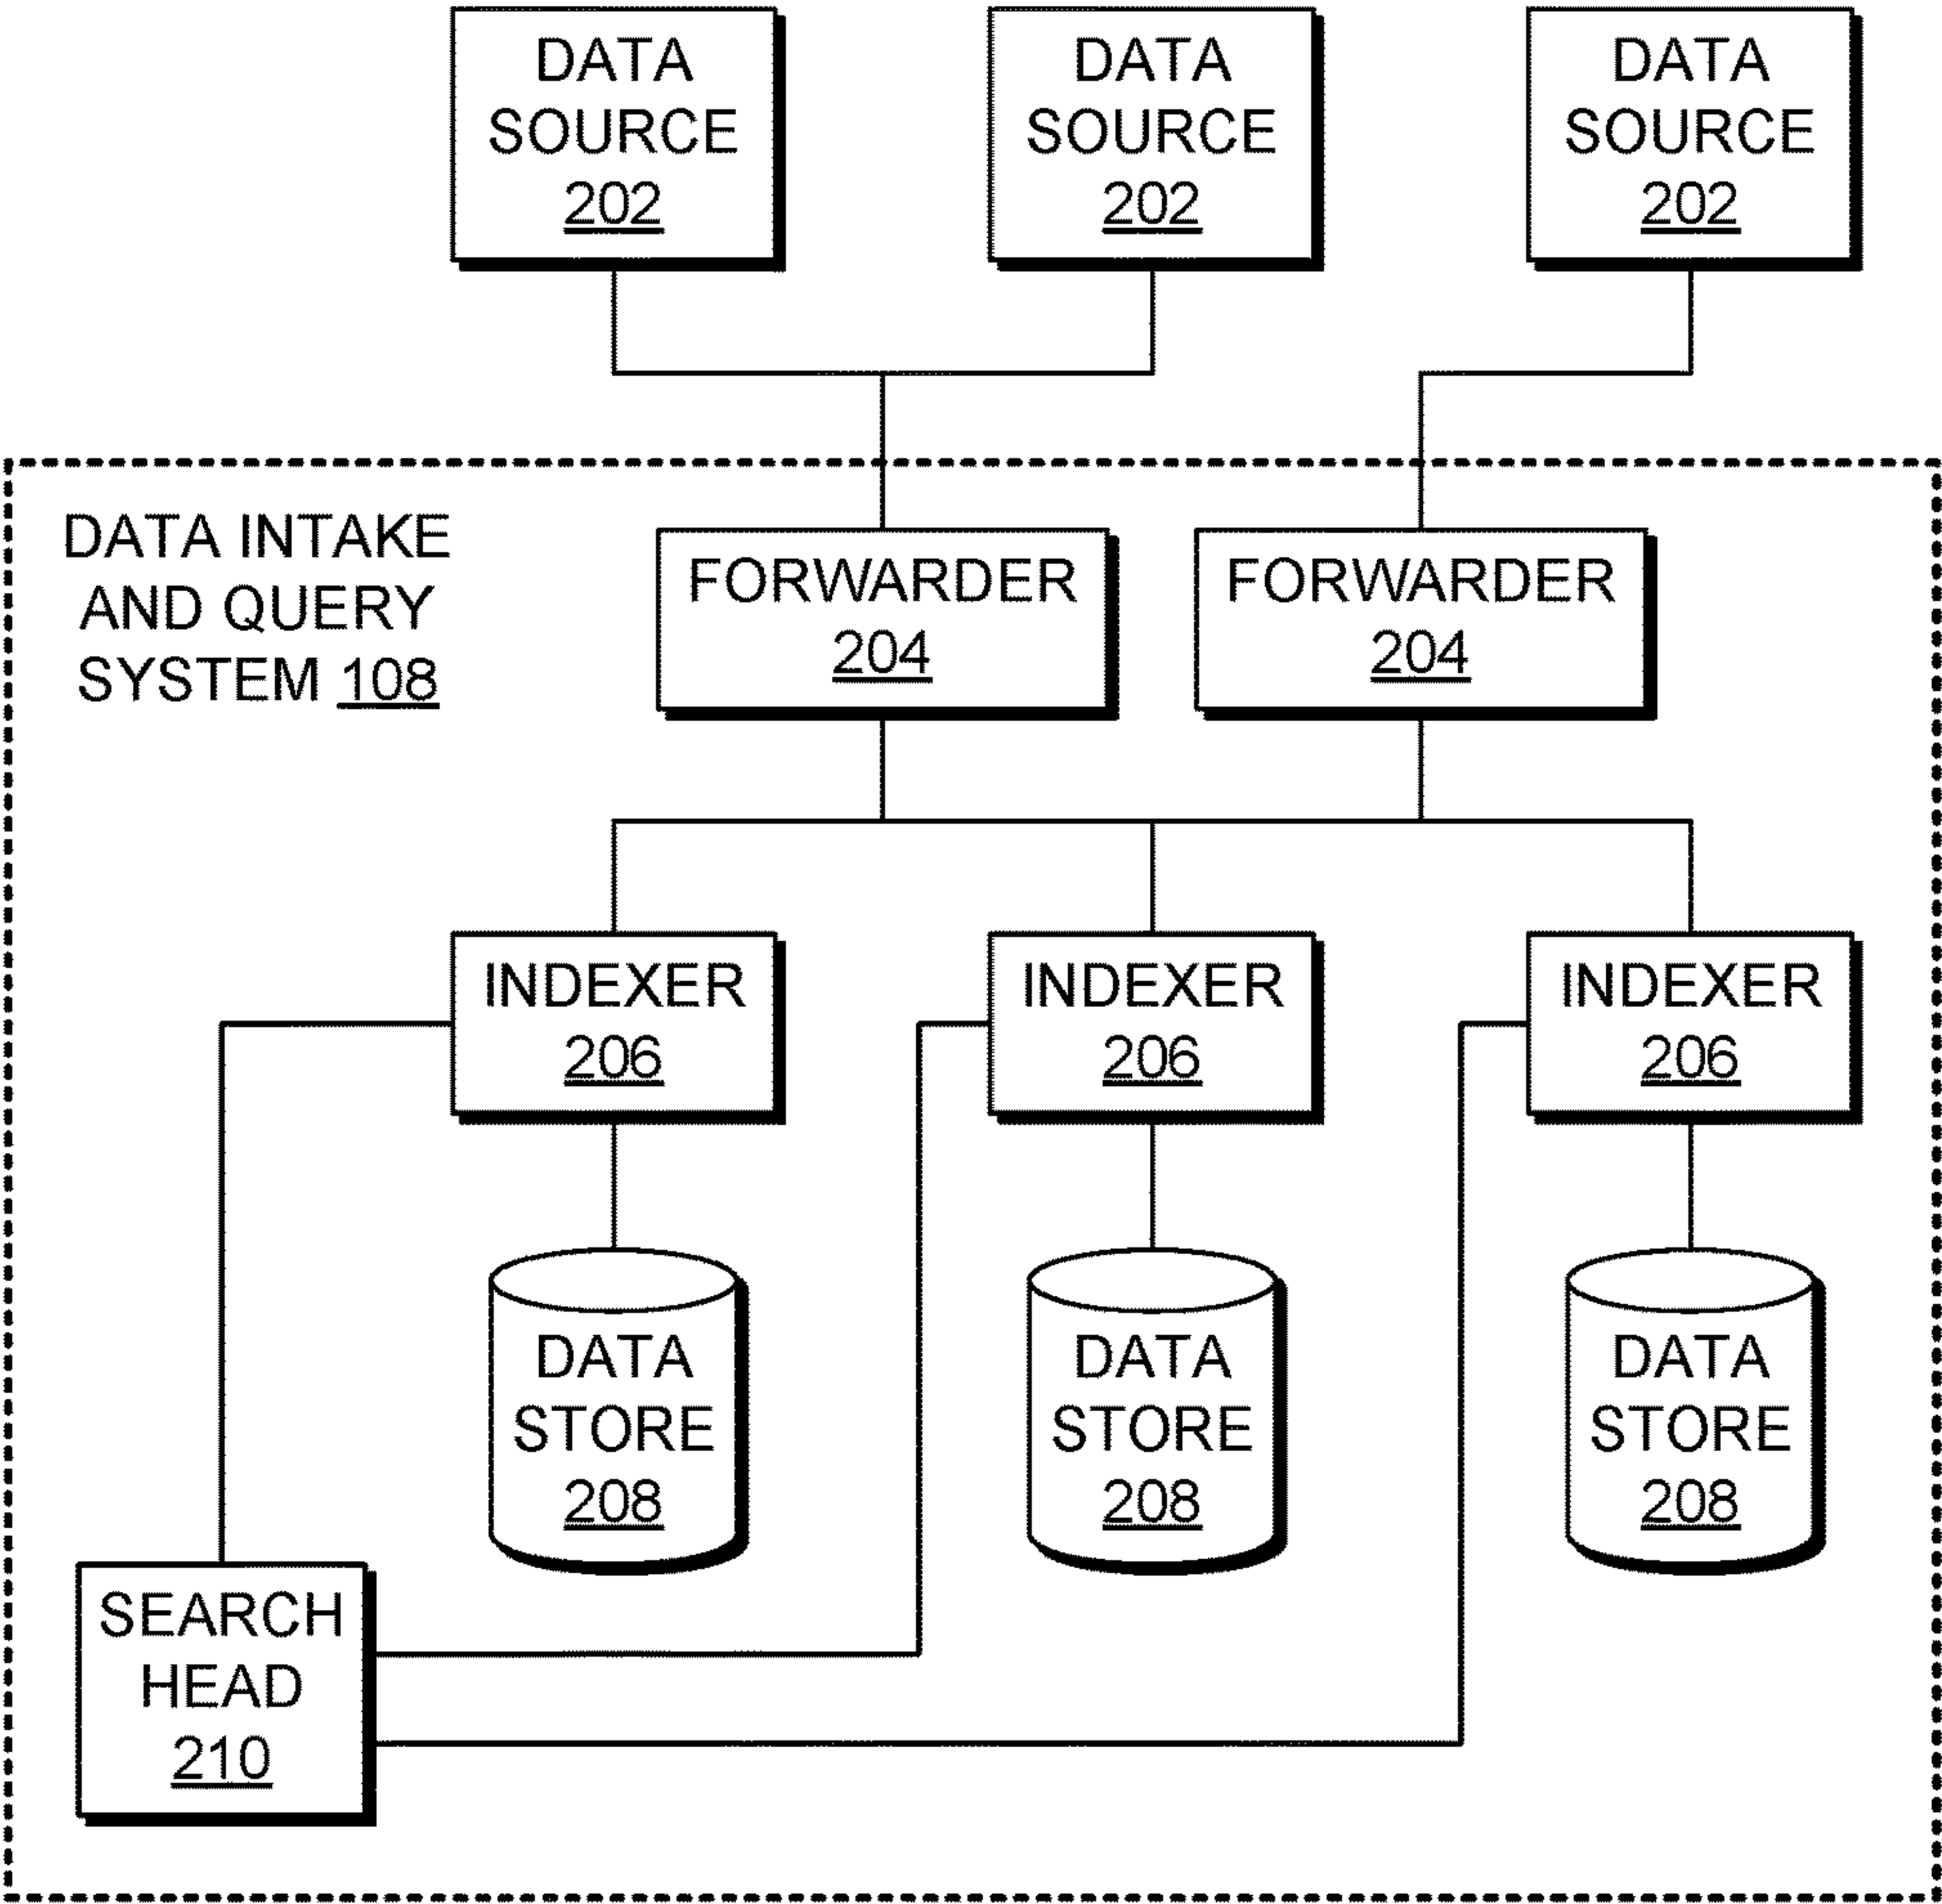 DATA
SOURCE
202
DATA
SOURCE
202
DATA
SOURCE
202
DATA INTAKE
AND QUERY
SYSTEM 108
FORWARDER
204
FORWARDER
204
INDEXER
206
INDEXER
206
INDEXER
206
DATA
STORE
208
DATA
STORE
208
DATA
STORE
208
SEARCH
HEAD
210